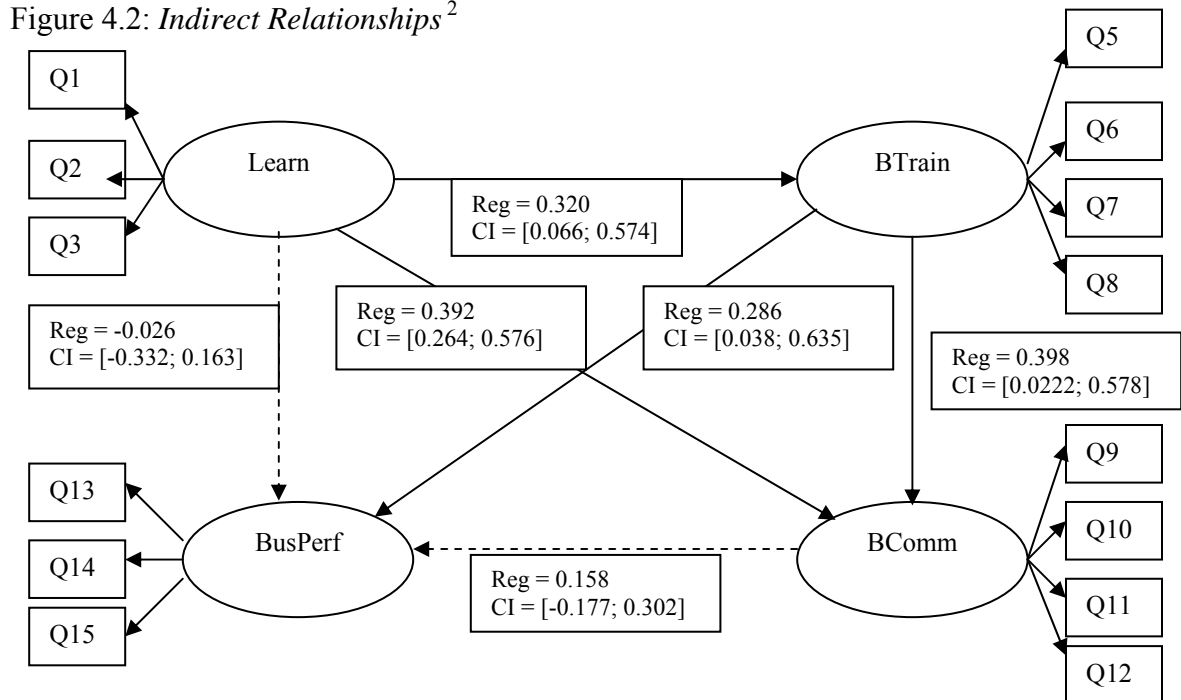 Figure 4.2: Indirect Relationships 2
Q1
Q2
Q3
Learn
BTrain
Q5
Q6
Q7
Q8
Reg = 0.320
CI = [0.066; 0.574]
Reg = -0.026
CI = [-0.332; 0.163]
Reg = 0.392
CI = [0.264; 0.576]
Reg = 0.286
CI = [0.038; 0.635]
Reg = 0.398
CI = [0.0222; 0.578]
Q13
Q14
Q15
BusPerf
BComm
Q9
Q10
Q11
Q12
Reg = 0.158
CI = [-0.177; 0.302]